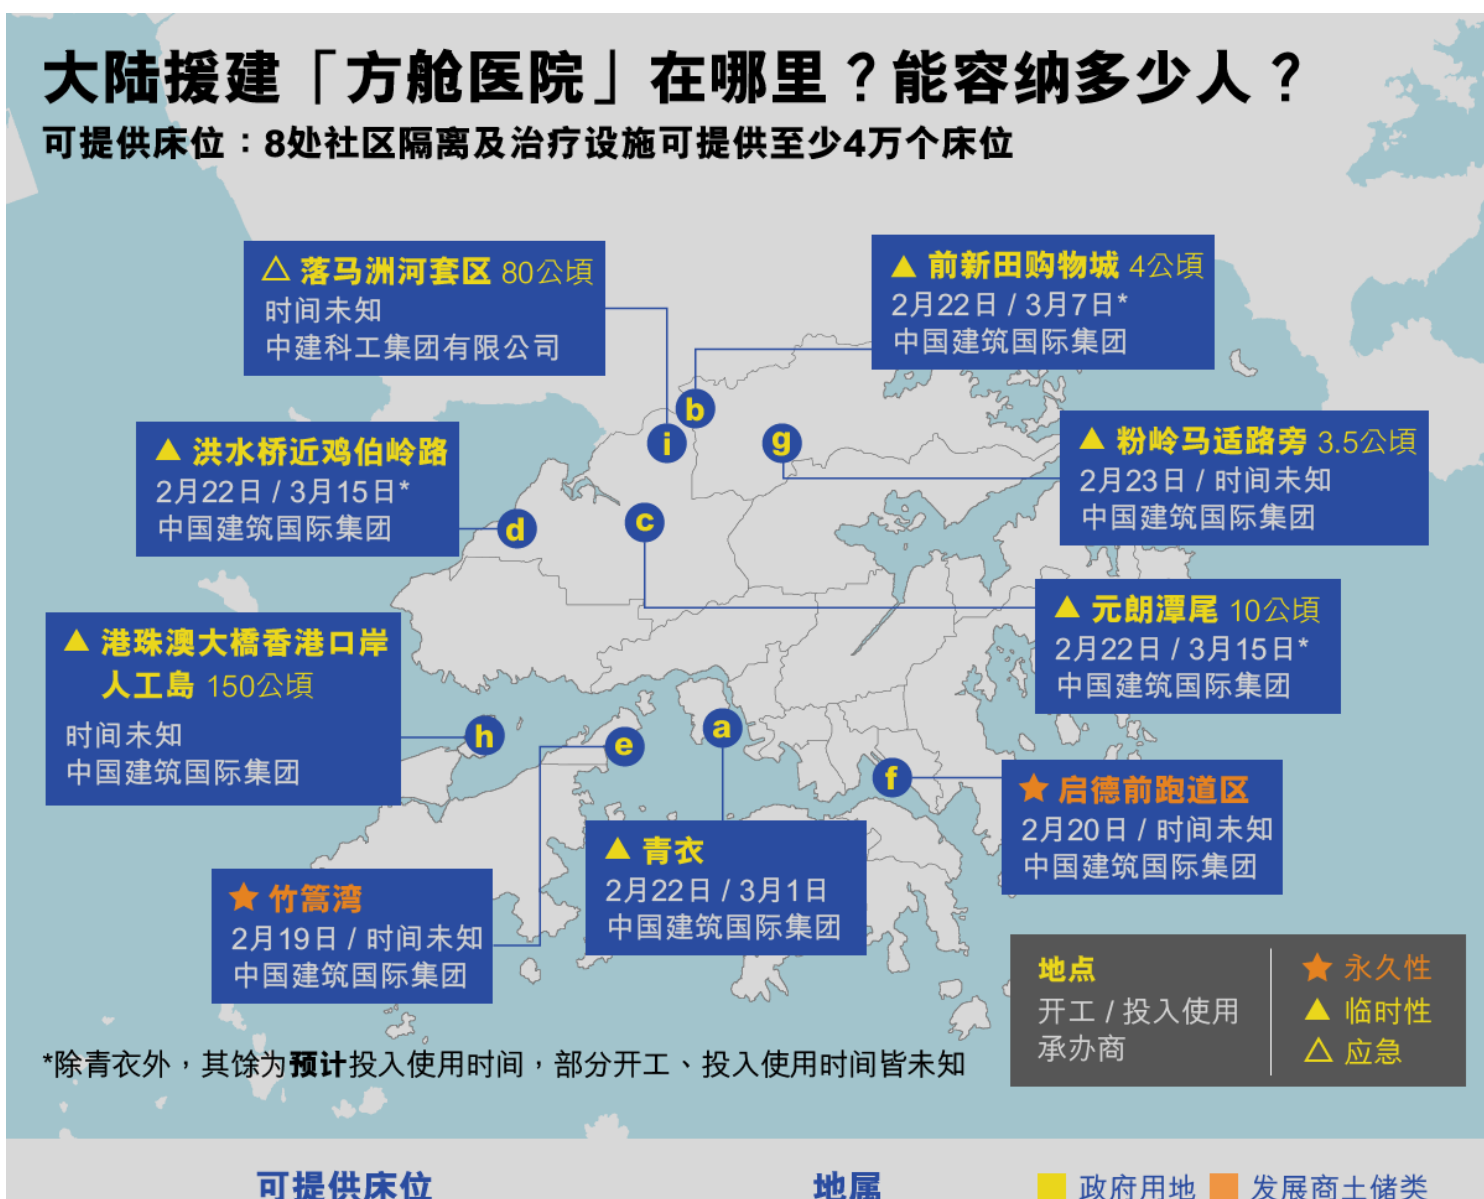 大陆援建「方舱医院」在哪里？能容纳多少人？
可提供床位：8处社区隔离及治疗设施可提供至少4万个床位
△ 落马洲河套区 80公頃
时间未知
中建科工集团有限公司
▲ 前新田购物城 4公頃
2月22日 / 3月7日*
中国建筑国际集团
▲ 洪水桥近鸡伯岭路
2月22日 / 3月15日*
中国建筑国际集团
▲ 粉岭马适路旁 3.5公頃
2月23日 / 时间未知
中国建筑国际集团
b
i
g
c
d
▲ 元朗潭尾 10公頃
2月22日 / 3月15日*
中国建筑国际集团
▲ 港珠澳大橋香港口岸
人工島 150公頃
时间未知
中国建筑国际集团
h
e
a
f
★ 启德前跑道区
2月20日 / 时间未知
中国建筑国际集团
▲ 青衣
2月22日 / 3月1日
中国建筑国际集团
★ 竹篙湾
2月19日 / 时间未知
中国建筑国际集团
地点
开工 / 投入使用
承办商
★ 永久性
▲ 临时性
△ 应急
*除青衣外，其馀为预计投入使用时间，部分开工、投入使用时间皆未知
可提供床位
地属
政府用地
发展商土储类